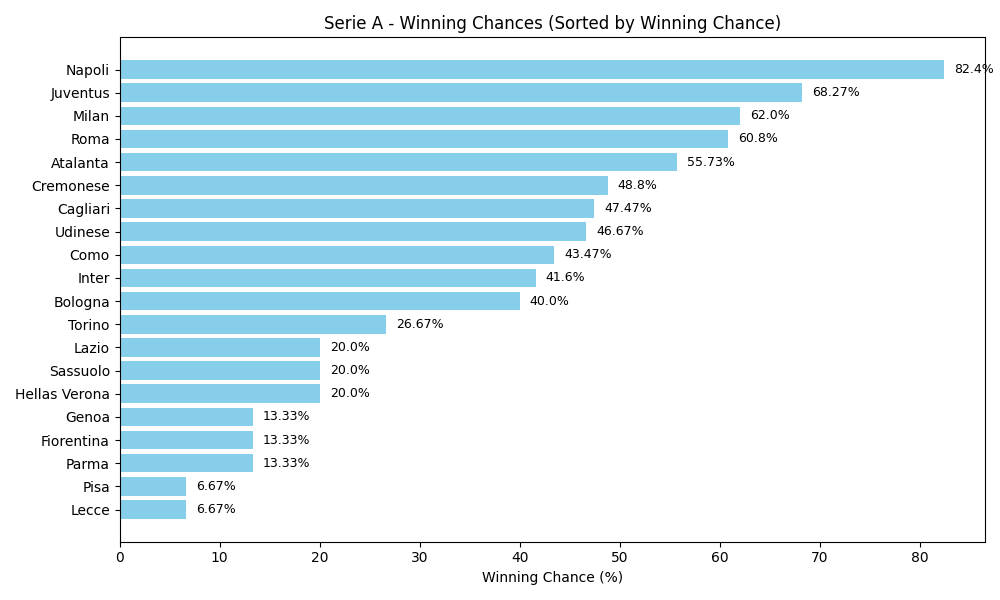 Serie A - Winning Chances (Sorted by Winning Chance)
Napoli 82.4%
Juventus 68.27%
Milan 62.0%
Roma 60.8%
Atalanta 55.73%
Cremonese 48.8%
Cagliari 47.47%
Udinese 46.67%
Como 43.47%
Inter 41.6%
Bologna 40.0%
Torino 26.67%
Lazio 20.0%
Sassuolo 20.0%
Hellas Verona 20.0%
Genoa 13.33%
Fiorentina 13.33%
Parma 13.33%
Pisa 6.67%
Lecce 6.67%
0 10 20 30 40 50 60 70 80
Winning Chance (%)